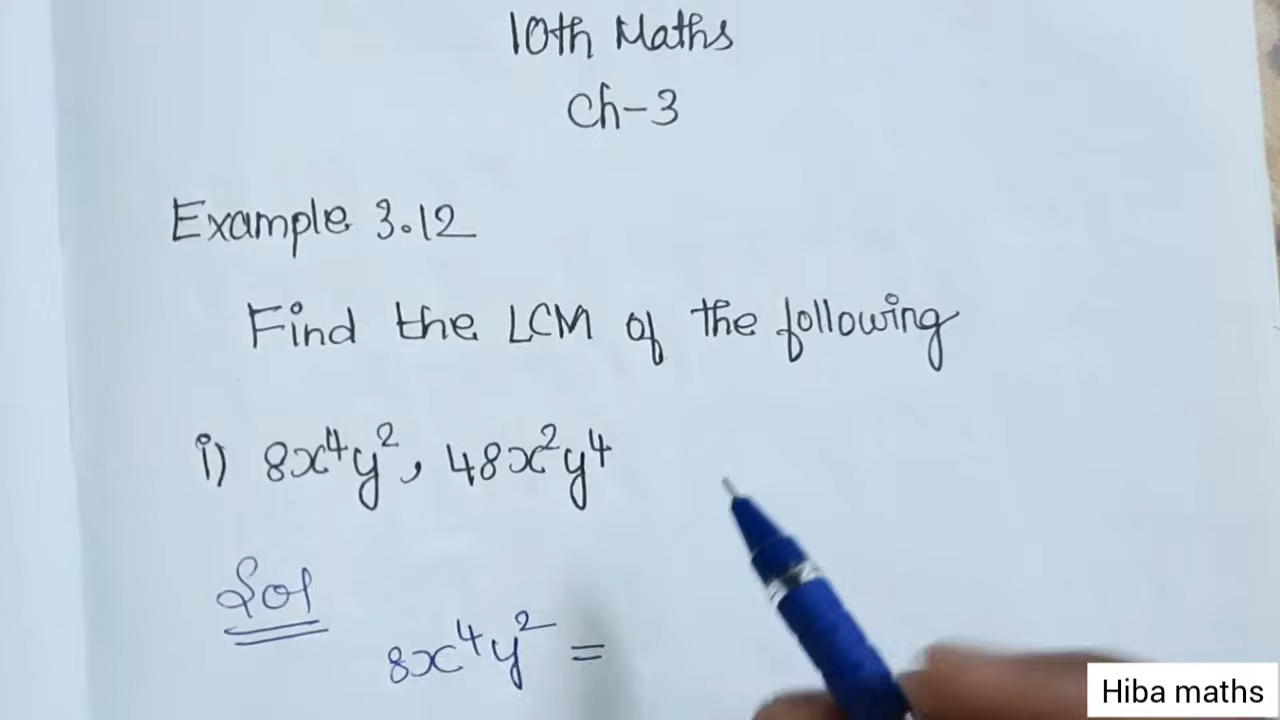 10th Maths
Ch-3
Example 3.12
Find the LCM of the following
i) 8x⁴y², 48x²y⁴
Sol
8x⁴y² =
Hiba maths